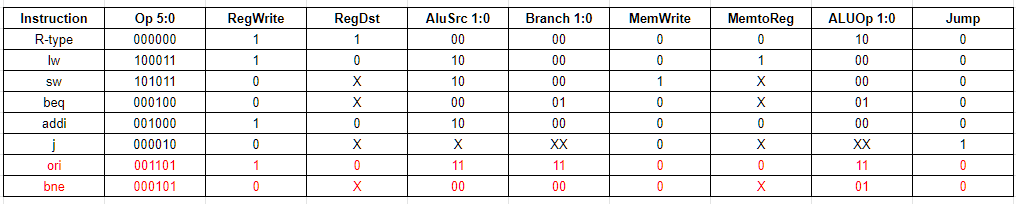 Instruction Op 5:0 RegWrite RegDst AluSrc 1:0 Branch 1:0 MemWrite MemtoReg ALUOp 1:0 Jump
R-type 000000 1 1 00 00 0 0 10 0
lw 100011 1 0 10 00 0 1 00 0
sw 101011 0 X 10 00 1 X 00 0
beq 000100 0 X 00 01 0 X 01 0
addi 001000 1 0 10 00 0 0 00 0
j 000010 0 X X XX 0 X XX 1
ori 001101 1 0 11 11 0 0 11 0
bne 000101 0 X 00 00 0 X 01 0